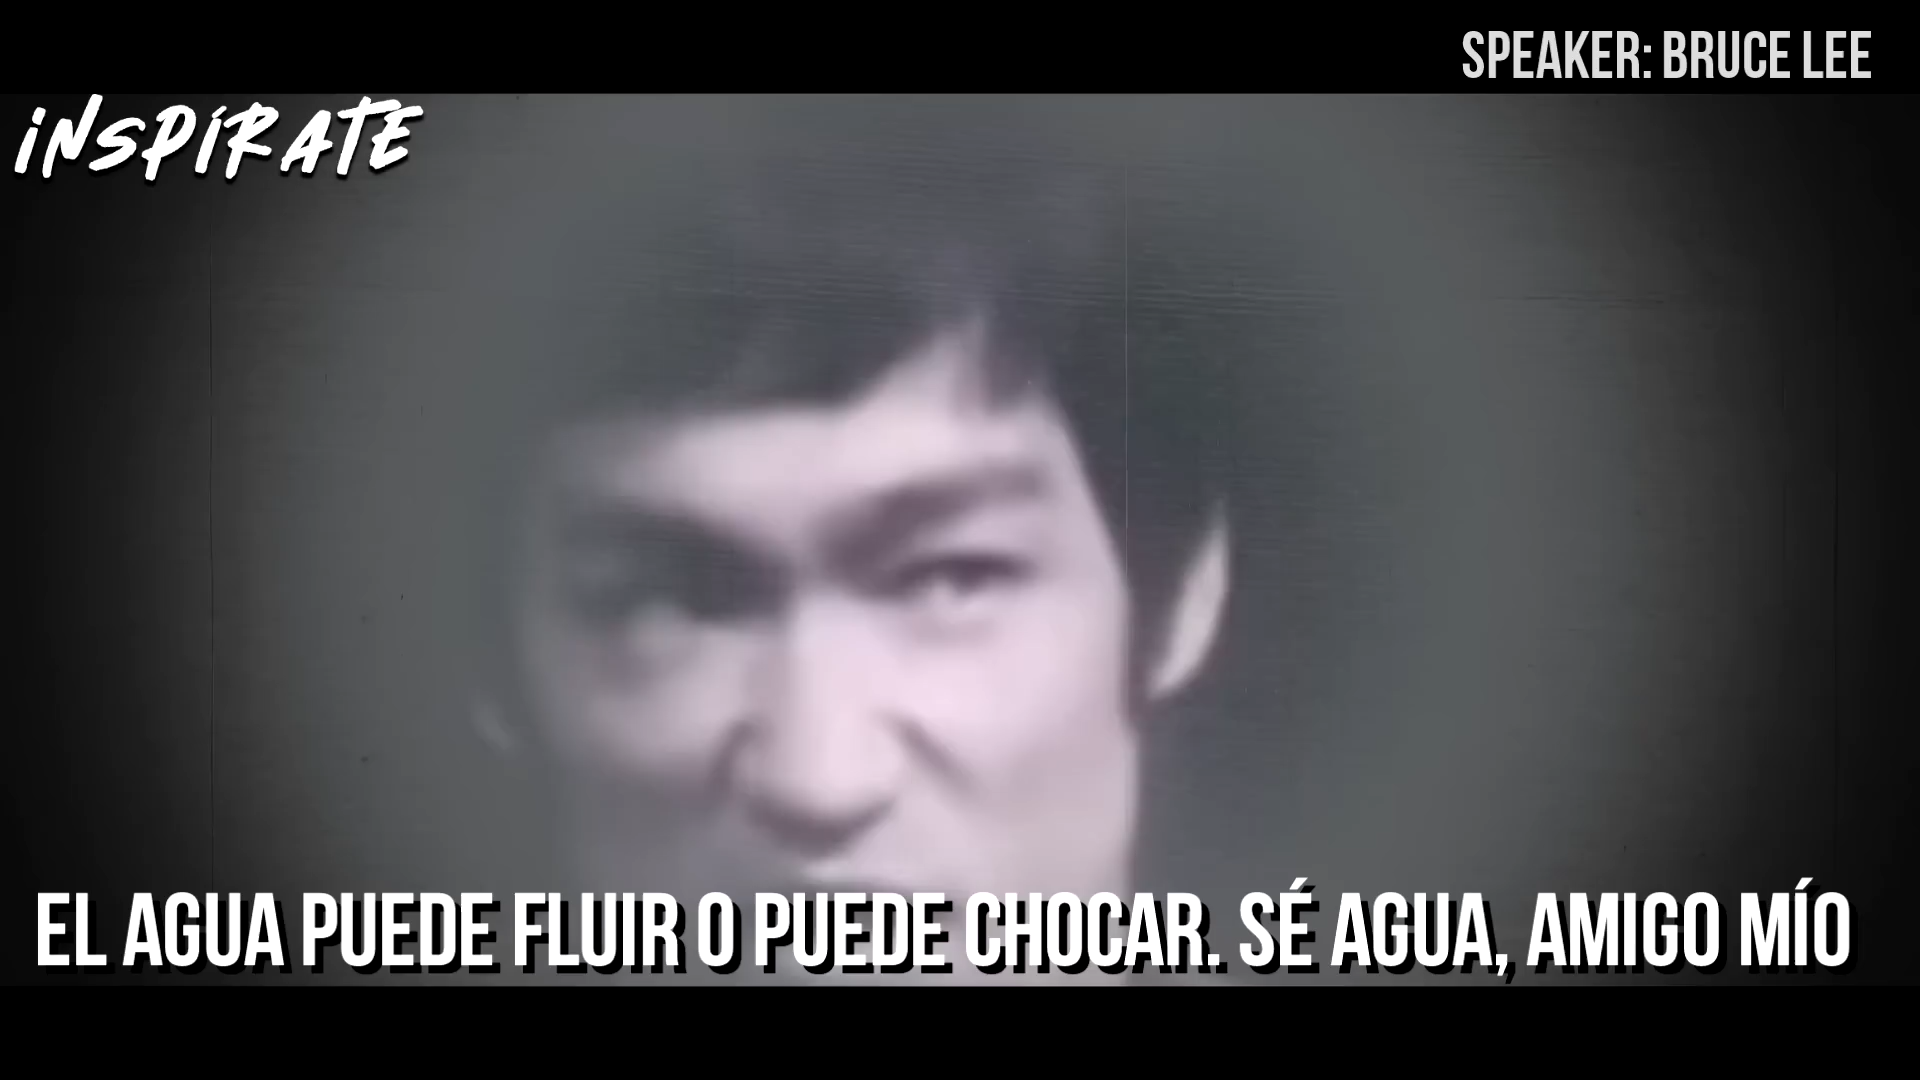 SPEAKER: BRUCE LEE
iNSPÍRATE
EL AGUA PUEDE FLUIR O PUEDE CHOCAR. SÉ AGUA, AMIGO MÍO